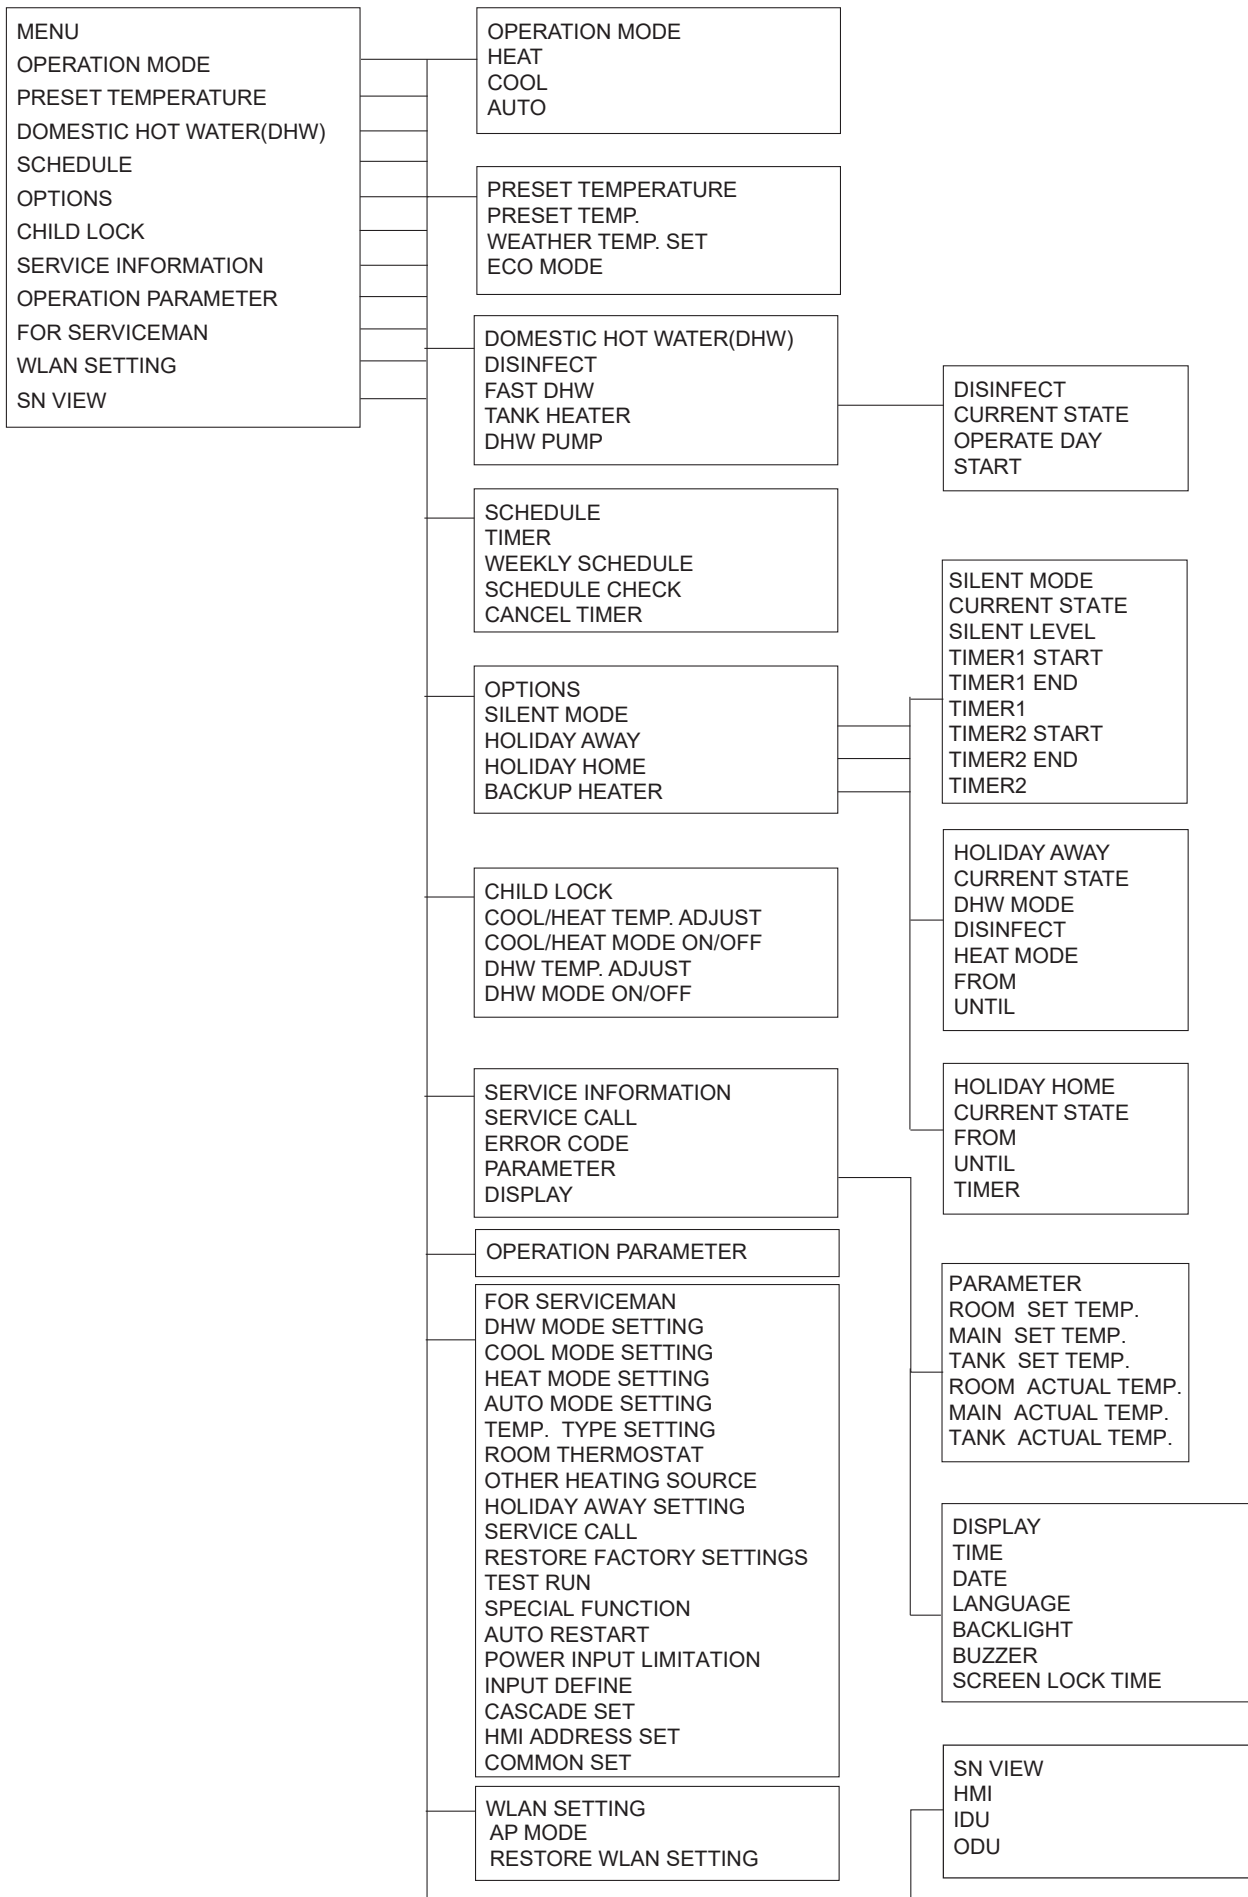 MENU
OPERATION MODE
PRESET TEMPERATURE
DOMESTIC HOT WATER(DHW)
SCHEDULE
OPTIONS
CHILD LOCK
SERVICE INFORMATION
OPERATION PARAMETER
FOR SERVICEMAN
WLAN SETTING
SN VIEW
OPERATION MODE
HEAT
COOL
AUTO
PRESET TEMPERATURE
PRESET TEMP.
WEATHER TEMP. SET
ECO MODE
DOMESTIC HOT WATER(DHW)
DISINFECT
FAST DHW
TANK HEATER
DHW PUMP
DISINFECT
CURRENT STATE
OPERATE DAY
START
SCHEDULE
TIMER
WEEKLY SCHEDULE
SCHEDULE CHECK
CANCEL TIMER
OPTIONS
SILENT MODE
HOLIDAY AWAY
HOLIDAY HOME
BACKUP HEATER
SILENT MODE
CURRENT STATE
SILENT LEVEL
TIMER1 START
TIMER1 END
TIMER1
TIMER2 START
TIMER2 END
TIMER2
HOLIDAY AWAY
CURRENT STATE
DHW MODE
DISINFECT
HEAT MODE
FROM
UNTIL
HOLIDAY HOME
CURRENT STATE
FROM
UNTIL
TIMER
CHILD LOCK
COOL/HEAT TEMP. ADJUST
COOL/HEAT MODE ON/OFF
DHW TEMP. ADJUST
DHW MODE ON/OFF
SERVICE INFORMATION
SERVICE CALL
ERROR CODE
PARAMETER
DISPLAY
PARAMETER
ROOM SET TEMP.
MAIN SET TEMP.
TANK SET TEMP.
ROOM ACTUAL TEMP.
MAIN ACTUAL TEMP.
TANK ACTUAL TEMP.
DISPLAY
TIME
DATE
LANGUAGE
BACKLIGHT
BUZZER
SCREEN LOCK TIME
OPERATION PARAMETER
FOR SERVICEMAN
DHW MODE SETTING
COOL MODE SETTING
HEAT MODE SETTING
AUTO MODE SETTING
TEMP. TYPE SETTING
ROOM THERMOSTAT
OTHER HEATING SOURCE
HOLIDAY AWAY SETTING
SERVICE CALL
RESTORE FACTORY SETTINGS
TEST RUN
SPECIAL FUNCTION
AUTO RESTART
POWER INPUT LIMITATION
INPUT DEFINE
CASCADE SET
HMI ADDRESS SET
COMMON SET
WLAN SETTING
AP MODE
RESTORE WLAN SETTING
SN VIEW
HMI
IDU
ODU